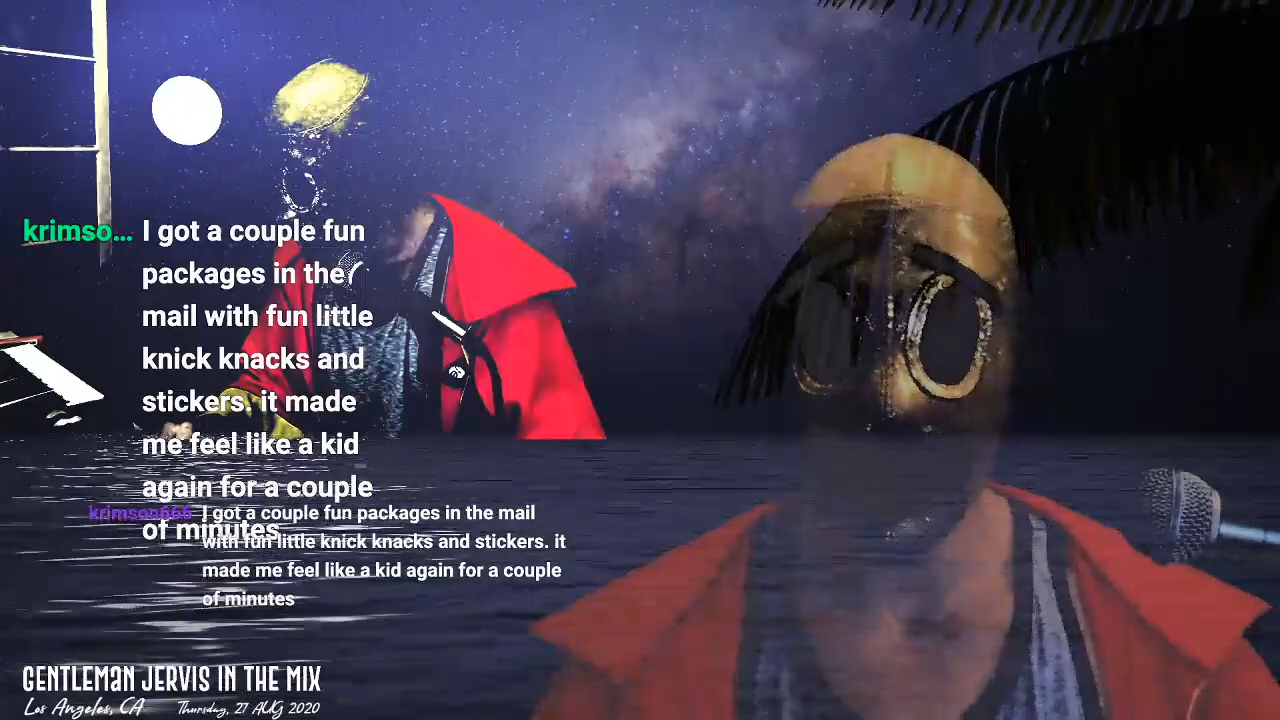 krimso... I got a couple fun
packages in the
mail with fun little
knick knacks and
stickers. it made
me feel like a kid
again for a couple
of minutes
krimson666 I got a couple fun packages in the mail
with fun little knick knacks and stickers. it
made me feel like a kid again for a couple
of minutes
GENTLEMAN JERVIS IN THE MIX
Los Angeles, CA Thursday, 27 AUG 2020